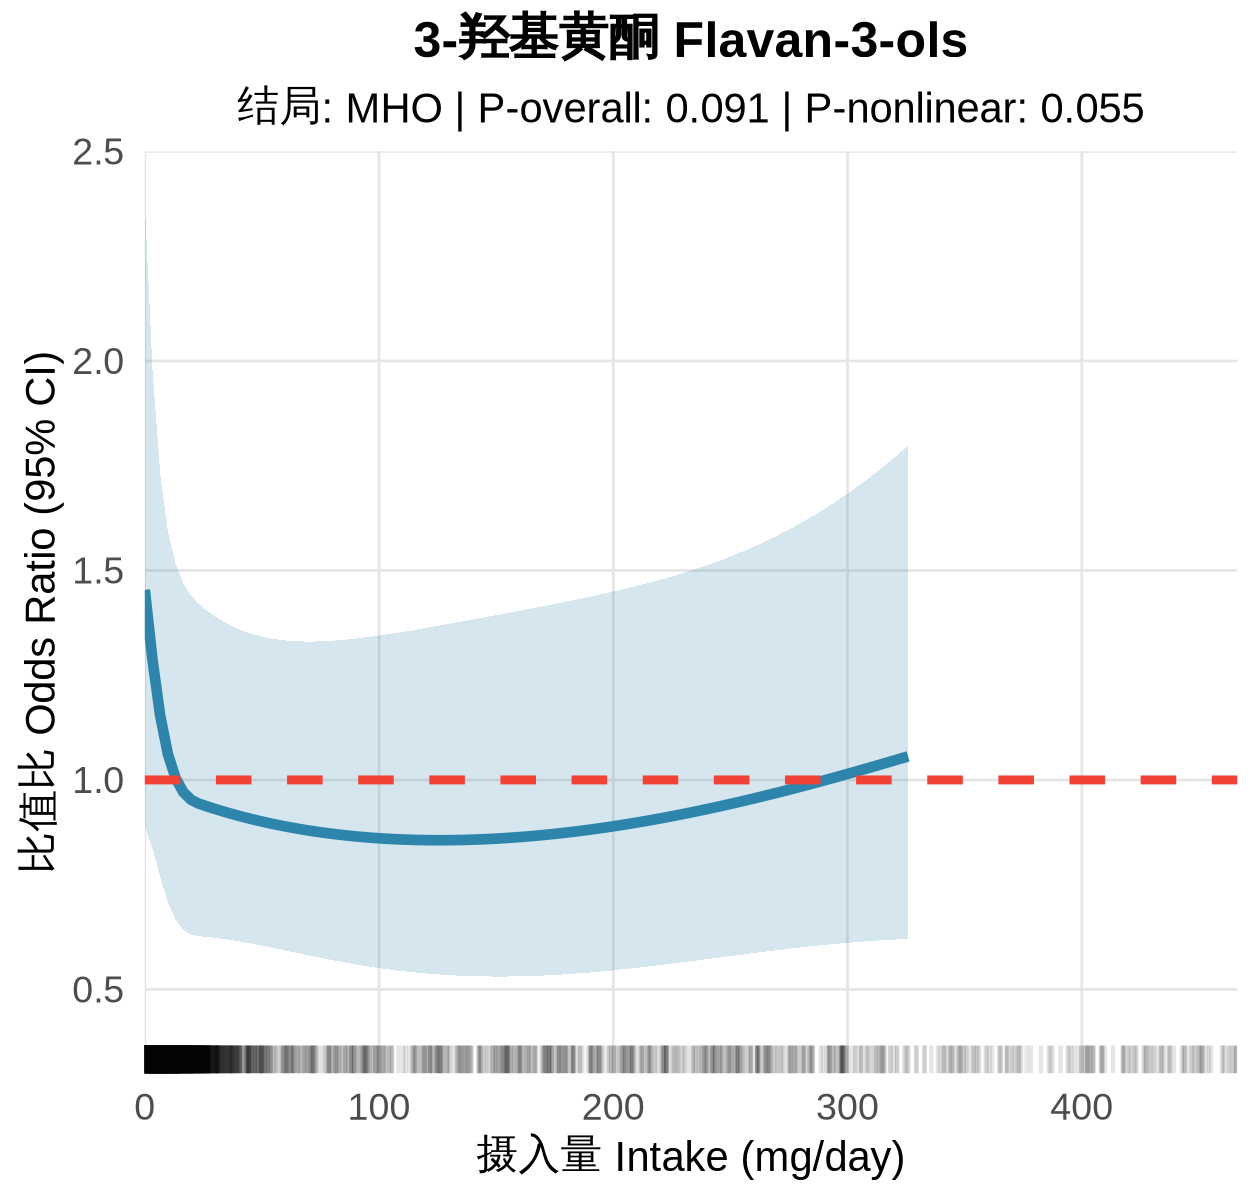 3-羟基黄酮 Flavan-3-ols
结局: MHO | P-overall: 0.091 | P-nonlinear: 0.055
比值比 Odds Ratio (95% CI)
2.5
2.0
1.5
1.0
0.5
0 100 200 300 400
摄入量 Intake (mg/day)